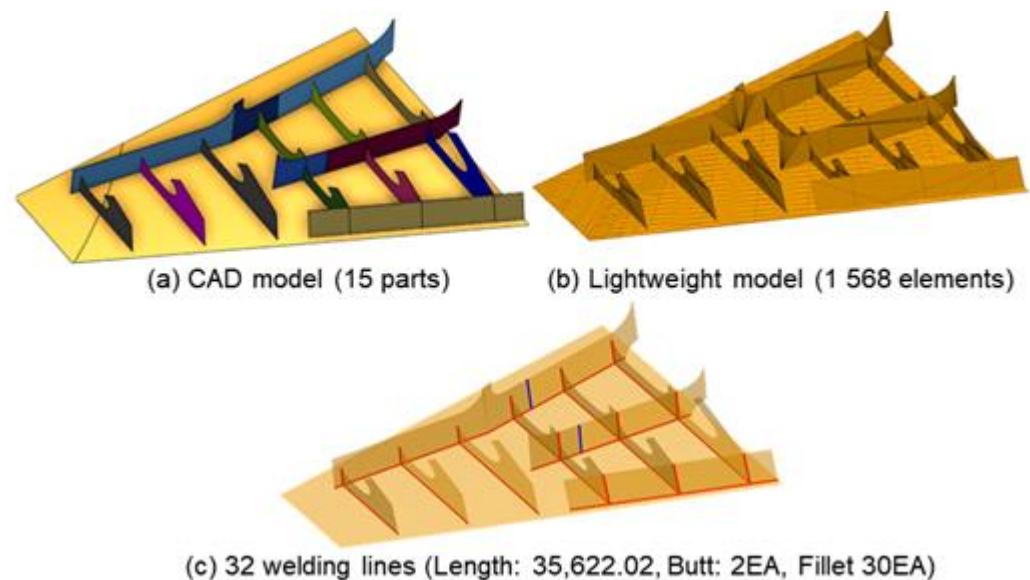 (a) CAD model (15 parts)
(b) Lightweight model (1 568 elements)
(c) 32 welding lines (Length: 35,622.02, Butt: 2EA, Fillet 30EA)